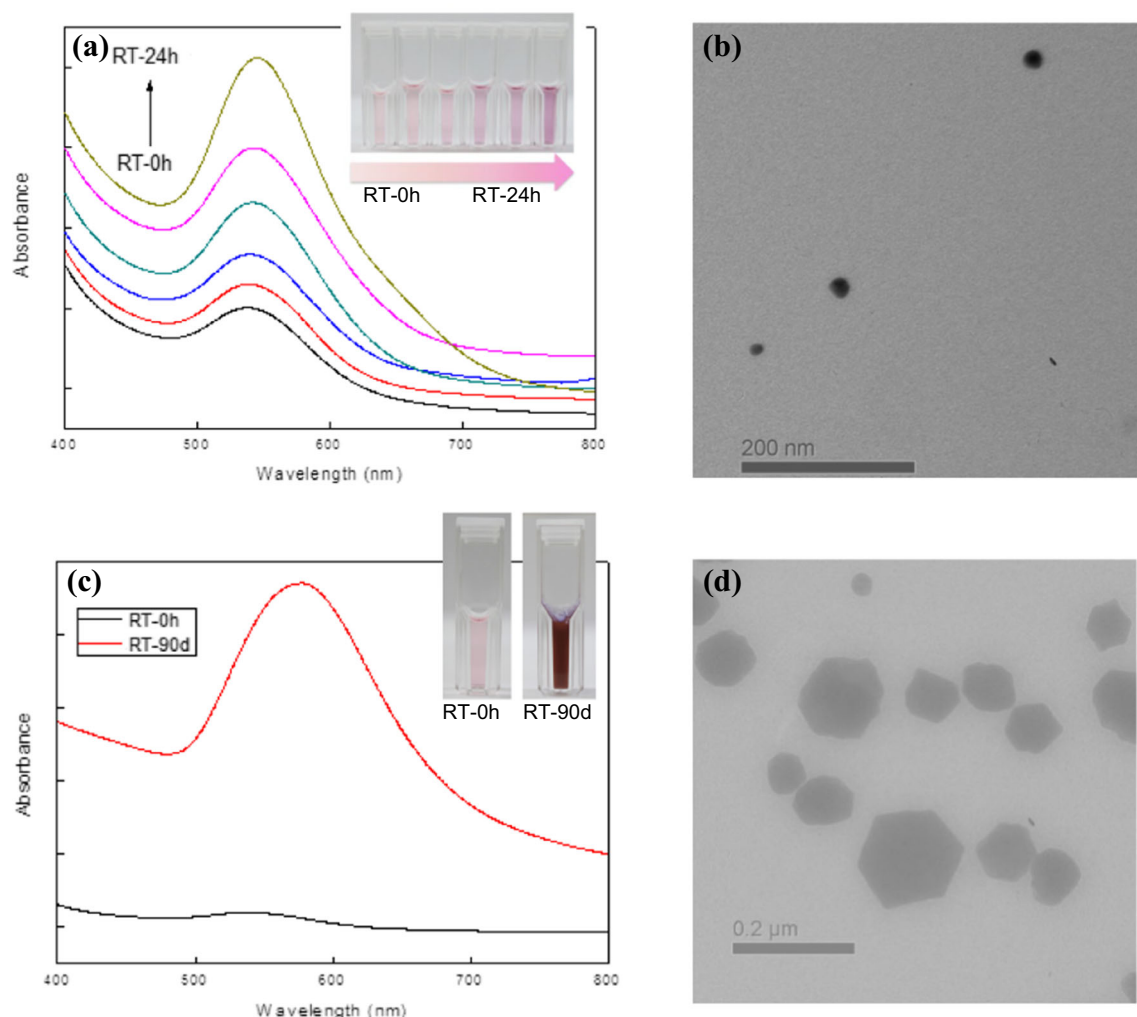 (a)
RT-24h
RT-0h
RT-0h RT-24h
Absorbance
400 500 600 700 800
Wavelength (nm)
(b)
200 nm
(c)
RT-0h
RT-90d
RT-0h RT-90d
Absorbance
400 500 600 700 800
Wavelength (nm)
(d)
0.2 µm